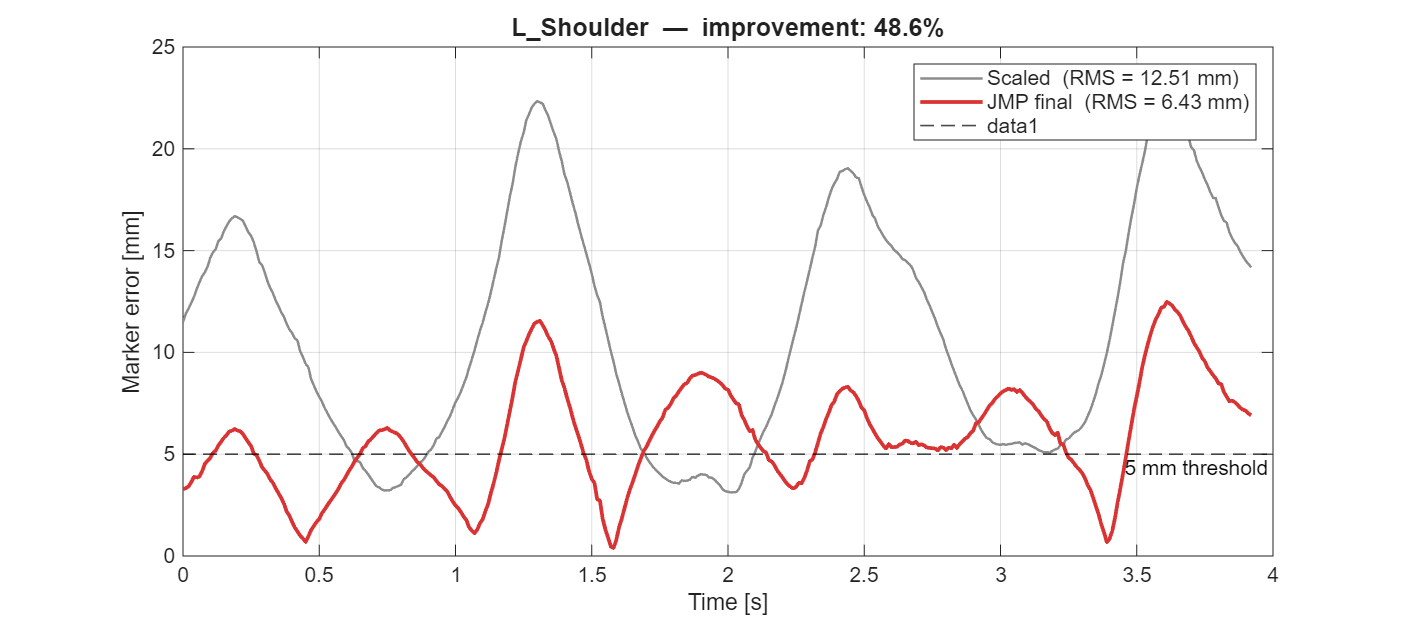 L_Shoulder — improvement: 48.6%
25
20
15
10
5
0
Marker error [mm]
Scaled (RMS = 12.51 mm)
JMP final (RMS = 6.43 mm)
data1
5 mm threshold
0 0.5 1 1.5 2 2.5 3 3.5 4
Time [s]